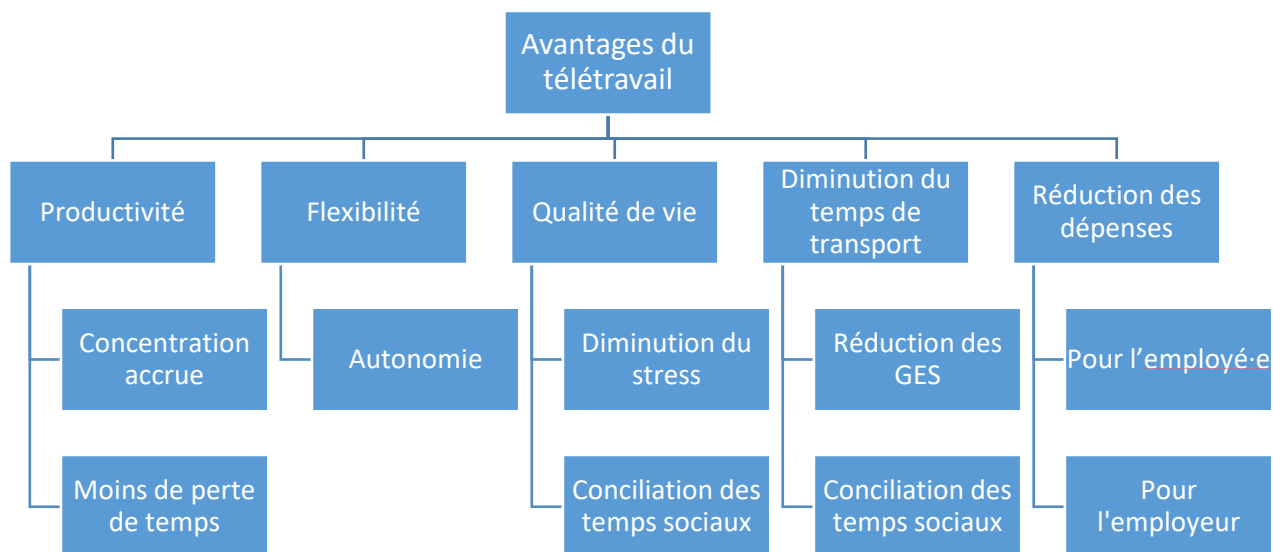 Avantages du
télétravail
Productivité
Flexibilité
Qualité de vie
Diminution du
temps de
transport
Réduction des
dépenses
Concentration
accrue
Autonomie
Diminution du
stress
Réduction des
GES
Pour l’employé·e
Moins de perte
de temps
Conciliation des
temps sociaux
Conciliation des
temps sociaux
Pour
l'employeur